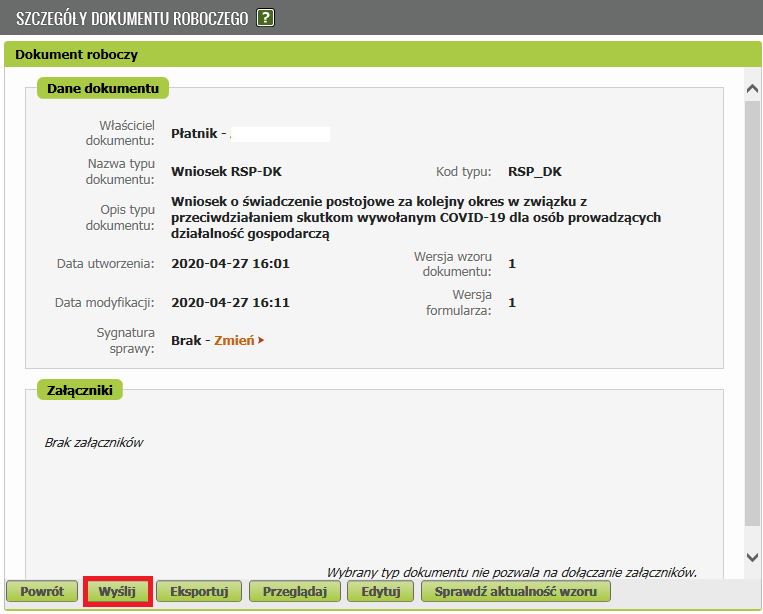 SZCZEGÓŁY DOKUMENTU ROBOCZEGO ?
Dokument roboczy
Dane dokumentu
Właściciel
dokumentu:
Płatnik -
Nazwa typu
dokumentu:
Wniosek RSP-DK
Kod typu:
RSP_DK
Opis typu
dokumentu:
Wniosek o świadczenie postojowe za kolejny okres w związku z
przeciwdziałaniem skutkom wywołanym COVID-19 dla osób prowadzących
działalność gospodarczą
Data utworzenia:
2020-04-27 16:01
Wersja wzoru
dokumentu:
1
Data modyfikacji:
2020-04-27 16:11
Wersja
formularza:
1
Sygnatura
sprawy:
Brak - Zmień
Załączniki
Brak załączników
Wybrany typ dokumentu nie pozwala na dołączanie załączników.
Powrót
Wyślij
Eksportuj
Przeglądaj
Edytuj
Sprawdź aktualność wzoru